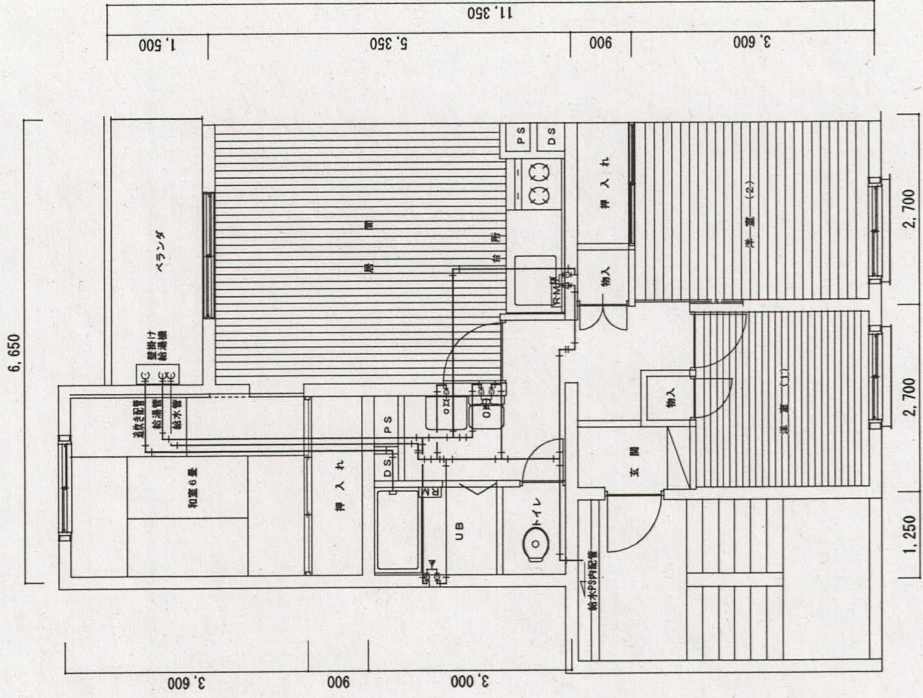 11,350
1,500
5,350
900
3,600
6,650
ベランダ
壁掛け
給湯機
追炊き配管
給湯管
給水管
和室6畳
居間
台所
PS
DS
押入れ
物入
洋室(2)
2,700
押入れ
PS
DS
RM
UB
トイレ
玄関
物入
洋室(1)
2,700
給水PS内配管
1,250
3,600
900
3,000